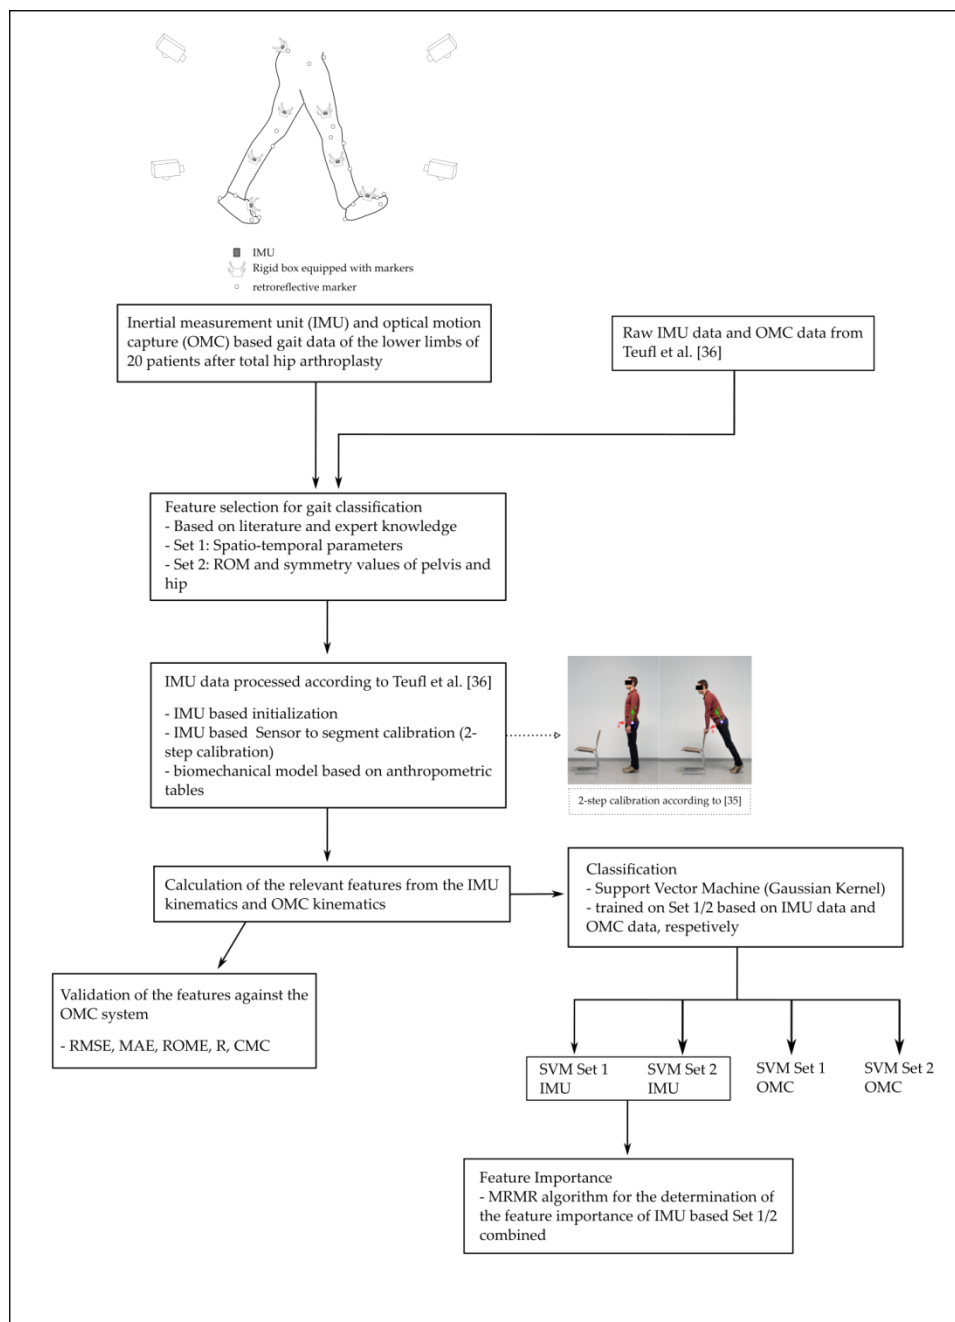 IMU
Rigid box equipped with markers
retroreflective marker
Inertial measurement unit (IMU) and optical motion
capture (OMC) based gait data of the lower limbs of
20 patients after total hip arthroplasty
Raw IMU data and OMC data from
Teufl et al. [36]
Feature selection for gait classification
- Based on literature and expert knowledge
- Set 1: Spatio-temporal parameters
- Set 2: ROM and symmetry values of pelvis and
hip
IMU data processed according to Teufl et al. [36]
- IMU based initialization
- IMU based Sensor to segment calibration (2-
step calibration)
- biomechanical model based on anthropometric
tables
2-step calibration according to [35]
Calculation of the relevant features from the IMU
kinematics and OMC kinematics
Classification
- Support Vector Machine (Gaussian Kernel)
- trained on Set 1/2 based on IMU data and
OMC data, respetively
Validation of the features against the
OMC system
- RMSE, MAE, ROME, R, CMC
SVM Set 1
IMU
SVM Set 2
IMU
SVM Set 1
OMC
SVM Set 2
OMC
Feature Importance
- MRMR algorithm for the determination of
the feature importance of IMU based Set 1/2
combined